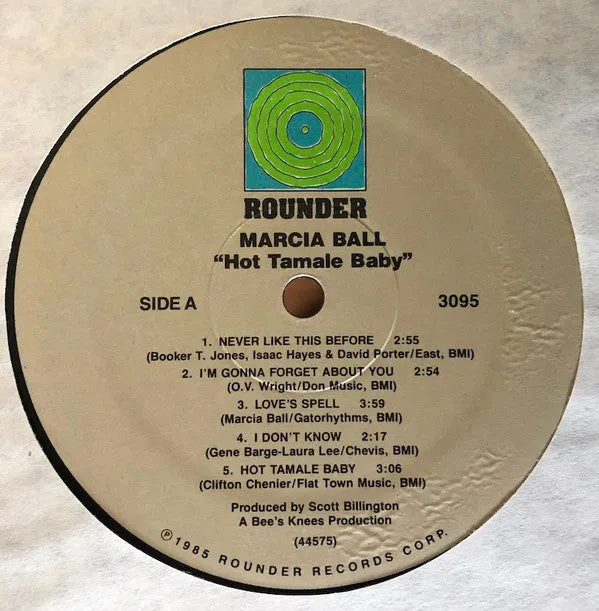 ROUNDER
MARCIA BALL
“Hot Tamale Baby”
SIDE A
3095
1. NEVER LIKE THIS BEFORE 2:55
(Booker T. Jones, Isaac Hayes & David Porter/East, BMI)
2. I'M GONNA FORGET ABOUT YOU 2:54
(O.V. Wright/Don Music, BMI)
3. LOVE'S SPELL 3:59
(Marcia Ball/Gatorhythms, BMI)
4. I DON'T KNOW 2:17
(Gene Barge-Laura Lee/Chevis, BMI)
5. HOT TAMALE BABY 3:06
(Clifton Chenier/Flat Town Music, BMI)
Produced by Scott Billington
A Bee's Knees Production
(44575)
℗1985 ROUNDER RECORDS CORP.